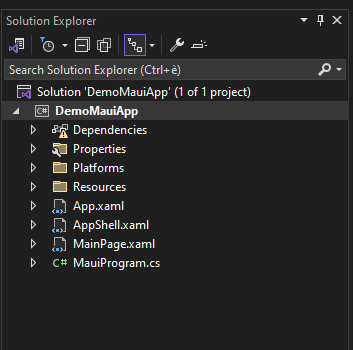 Solution Explorer
Search Solution Explorer (Ctrl+è)
Solution 'DemoMauiApp' (1 of 1 project)
C# DemoMauiApp
Dependencies
Properties
Platforms
Resources
App.xaml
AppShell.xaml
MainPage.xaml
C# MauiProgram.cs